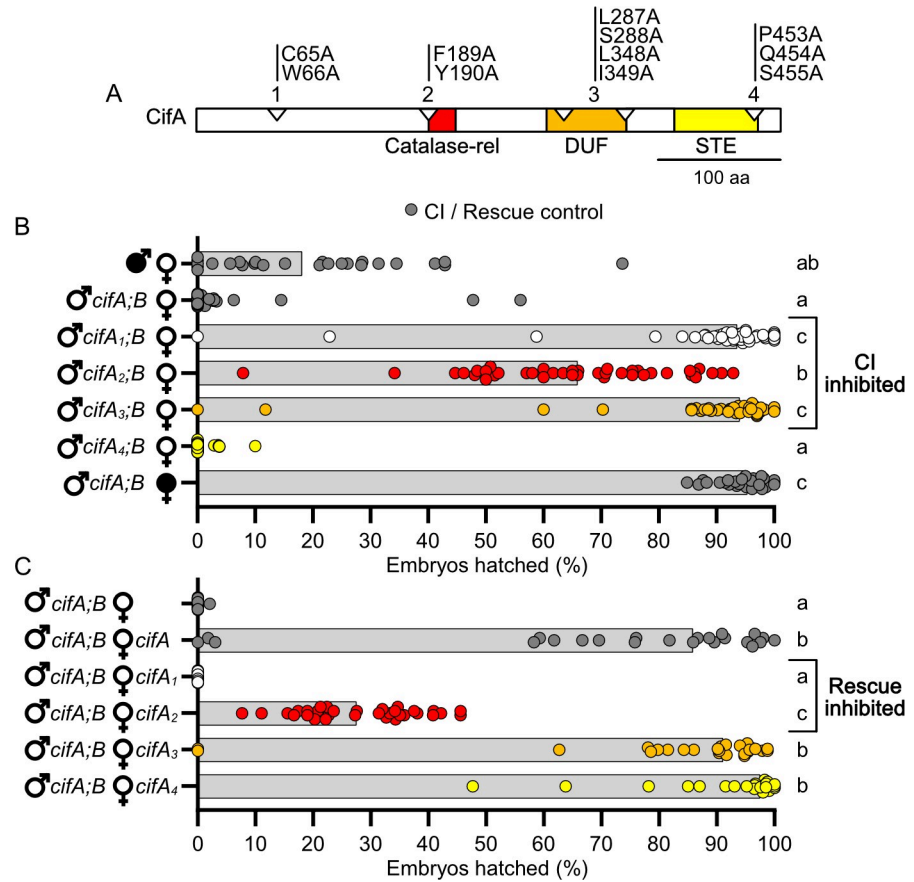 A
C65A
W66A
1
F189A
Y190A
2
L287A
S288A
L348A
I349A
3
P453A
Q454A
S455A
4
CifA
Catalase-rel
DUF
STE
100 aa
CI / Rescue control
B
ab
♂ cifA;B ♀ a
♂ cifA₁;B ♀ c
♂ cifA₂;B ♀ b
♂ cifA₃;B ♀ c
♂ cifA₄;B ♀ a
♂ cifA;B c
CI
inhibited
0 10 20 30 40 50 60 70 80 90 100
Embryos hatched (%)
C
♂ cifA;B ♀ a
♂ cifA;B ♀ cifA b
♂ cifA;B ♀ cifA₁ a
♂ cifA;B ♀ cifA₂ c
♂ cifA;B ♀ cifA₃ b
♂ cifA;B ♀ cifA₄ b
Rescue
inhibited
0 10 20 30 40 50 60 70 80 90 100
Embryos hatched (%)